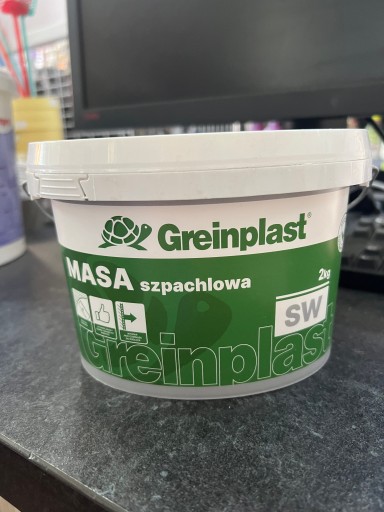 Greinplast®
MASA szpachlowa
2kg
SW
Greinplast